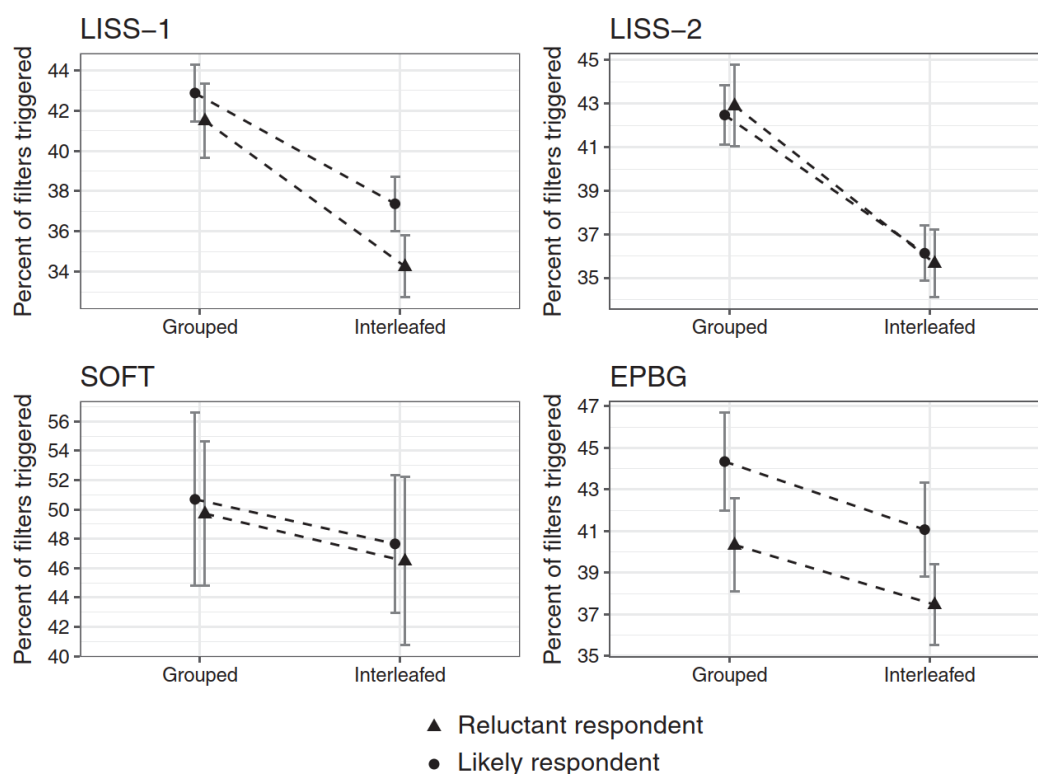 LISS−1
Percent of filters triggered
44
42
40
38
36
34
Grouped
Interleafed
LISS−2
Percent of filters triggered
45
43
41
39
37
35
Grouped
Interleafed
SOFT
Percent of filters triggered
56
54
52
50
48
46
44
42
40
Grouped
Interleafed
EPBG
Percent of filters triggered
47
45
43
41
39
37
35
Grouped
Interleafed
Reluctant respondent
Likely respondent